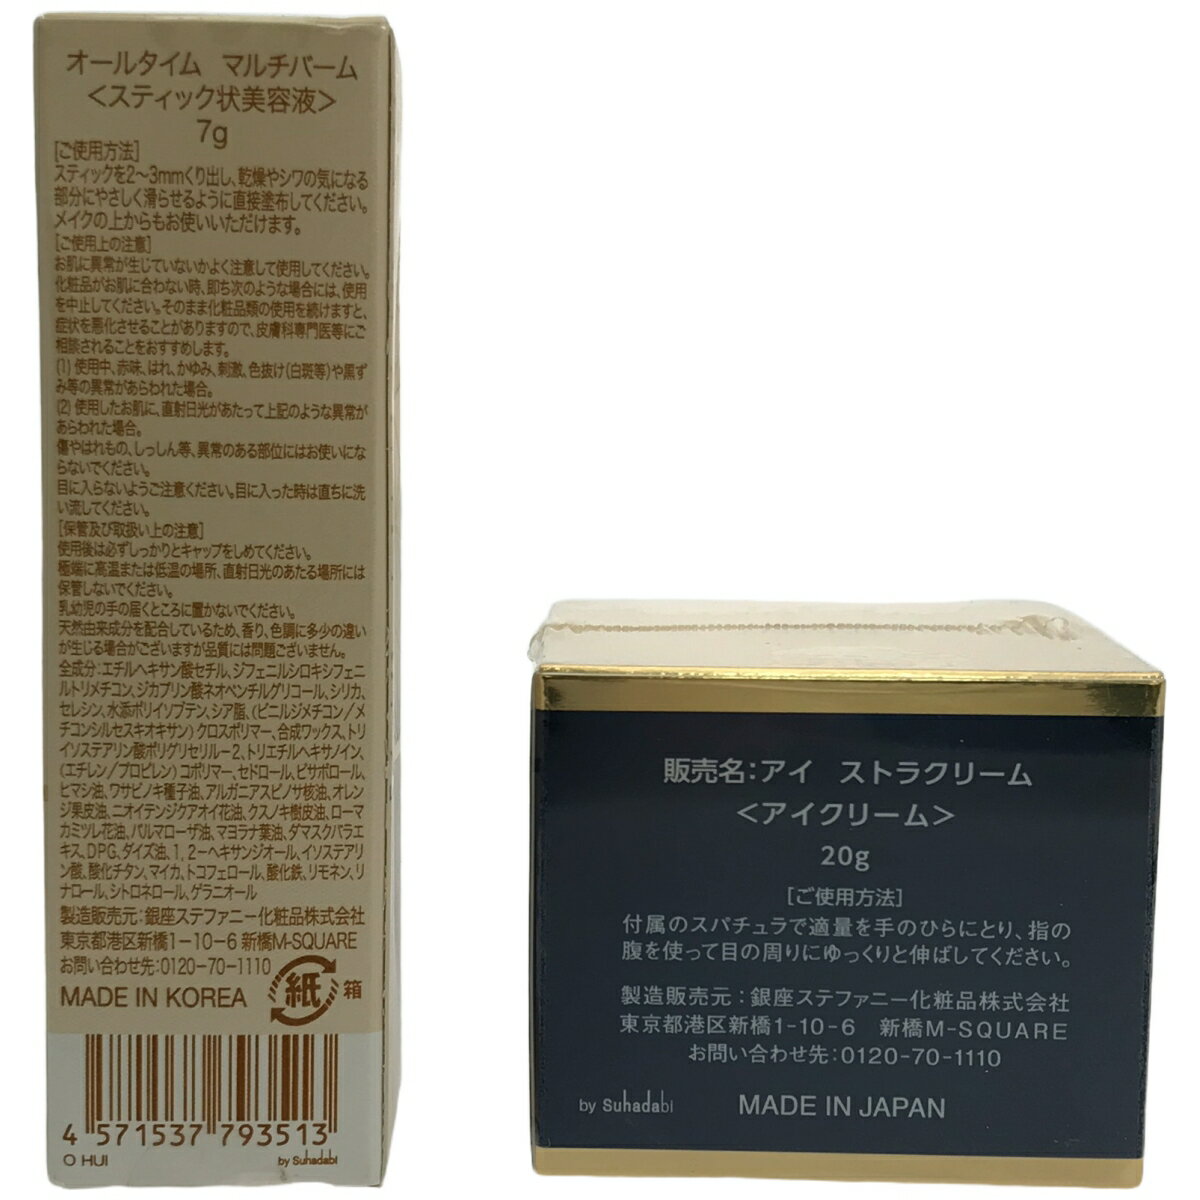 オールタイム　マルチバーム
＜スティック状美容液＞
7g
[ご使用方法]
スティックを2〜3mmくり出し、乾燥やシワの気になる
部分にやさしく滑らせるように直接塗布してください。
メイクの上からもお使いいただけます。
[ご使用上の注意]
お肌に異常が生じていないかよく注意して使用してください。
化粧品がお肌に合わない時、即ち次のような場合には、使用
を中止してください。そのまま化粧品類の使用を続けますと、
症状を悪化させることがありますので、皮膚科専門医等にご
相談されることをおすすめします。
(1) 使用中、赤味、はれ、かゆみ、刺激、色抜け(白斑等)や黒ず
み等の異常があらわれた場合。
(2) 使用したお肌に、直射日光があたって上記のような異常が
あらわれた場合。
傷やはれもの、しっしん等、異常のある部位にはお使いにな
らないでください。
目に入らないようご注意ください。目に入った時は直ちに洗
い流してください。
[保管及び取扱い上の注意]
使用後は必ずしっかりとキャップをしめてください。
極端に高温または低温の場所、直射日光のあたる場所には
保管しないでください。
乳幼児の手の届くところに置かないでください。
天然由来成分を配合しているため、香り、色調に多少の違い
が生じる場合がございますが品質には問題ございません。
全成分：エチルヘキサン酸セチル、ジフェニルシロキシフェニ
ルトリメチコン、ジカプリン酸ネオペンチルグリコール、シリカ、
セレシン、水添ポリイソブテン、シア脂、(ビニルジメチコン/メ
チコンシルセスキオキサン)クロスポリマー、合成ワックス、トリ
イソステアリン酸ポリグリセリル－2、トリエチルヘキサノイン、
(エチレン/プロピレン)コポリマー、セドロール、ビサボロール、
ヒマシ油、ワサビノキ種子油、アルガニアスピノサ核油、オレン
ジ果皮油、ニオイテンジクアオイ花油、クスノキ樹皮油、ローマ
カミツレ花油、パルマローザ油、マヨラナ葉油、ダマスクバラエ
キス、DPG、ダイズ油、1,2－ヘキサンジオール、イソステアリ
ン酸、酸化チタン、マイカ、トコフェロール、酸化鉄、リモネン、リ
ナロール、シトロネロール、ゲラニオール
製造販売元：銀座ステファニー化粧品株式会社
東京都港区新橋1－10－6 新橋M-SQUARE
お問い合わせ先：0120-70-1110
MADE IN KOREA 紙 箱
4 571537 793513
O HUI by Suhadabi
販売名：アイ　ストラクリーム
＜アイクリーム＞
20g
[ご使用方法]
付属のスパチュラで適量を手のひらにとり、指の
腹を使って目の周りにゆっくりと伸ばしてください。
製造販売元：銀座ステファニー化粧品株式会社
東京都港区新橋1-10-6　新橋M-SQUARE
お問い合わせ先：0120-70-1110
by Suhadabi MADE IN JAPAN